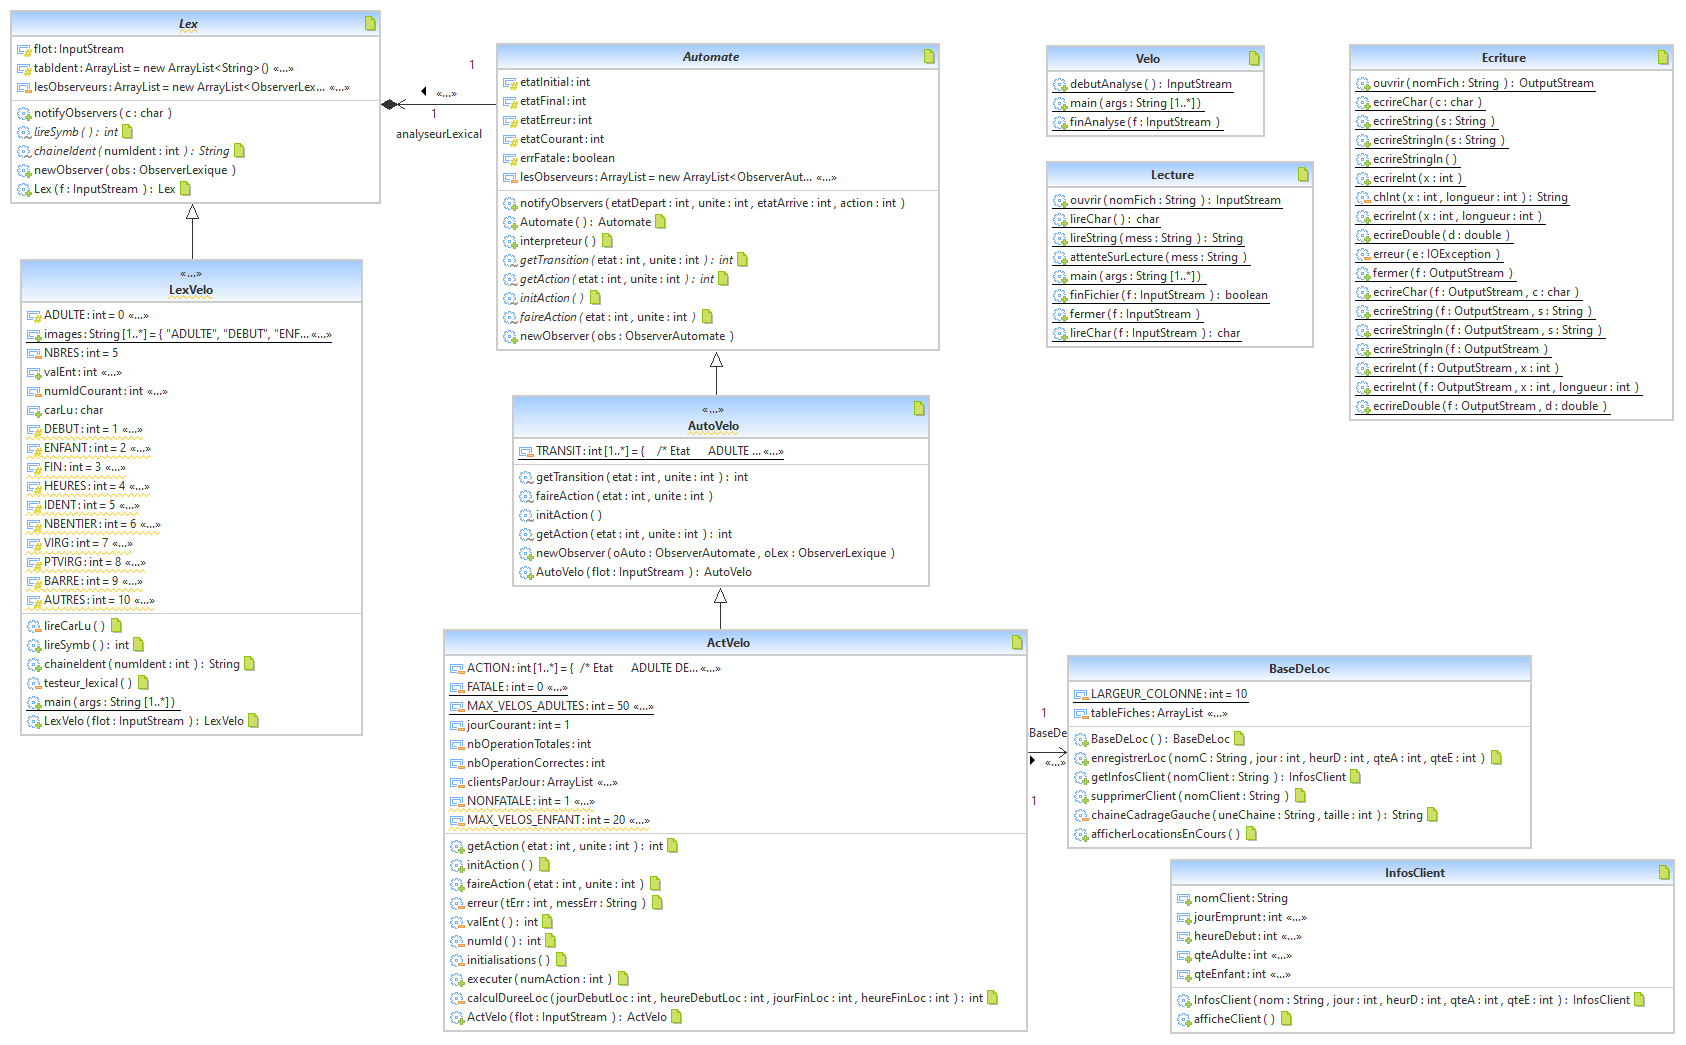 Lex
flot : InputStream
tabIdent : ArrayList = new ArrayList<String>() «...»
lesObserveurs : ArrayList = new ArrayList<ObserverLex... «...»
notifyObservers ( c : char )
lireSymb ( ) : int
chaineIdent ( numIdent : int ) : String
newObserver ( obs : ObserverLexique )
Lex ( f : InputStream ) : Lex
1
«...»
1
analyseurLexical
Automate
etatInitial : int
etatFinal : int
etatErreur : int
etatCourant : int
errFatale : boolean
lesObserveurs : ArrayList = new ArrayList<ObserverAut... «...»
notifyObservers ( etatDepart : int , unite : int , etatArrive : int , action : int )
Automate ( ) : Automate
interpreteur ( )
getTransition ( etat : int , unite : int ) : int
getAction ( etat : int , unite : int ) : int
initAction ( )
faireAction ( etat : int , unite : int )
newObserver ( obs : ObserverAutomate )
Velo
debutAnalyse ( ) : InputStream
main ( args : String [1..*] )
finAnalyse ( f : InputStream )
Lecture
ouvrir ( nomFich : String ) : InputStream
lireChar ( ) : char
lireString ( mess : String ) : String
attenteSurLecture ( mess : String )
main ( args : String [1..*] )
finFichier ( f : InputStream ) : boolean
fermer ( f : InputStream )
lireChar ( f : InputStream ) : char
Ecriture
ouvrir ( nomFich : String ) : OutputStream
ecrireChar ( c : char )
ecrireString ( s : String )
ecrireStringln ( s : String )
ecrireStringln ( )
ecrireInt ( x : int )
chInt ( x : int , longueur : int ) : String
ecrireInt ( x : int , longueur : int )
ecrireDouble ( d : double )
erreur ( e : IOException )
fermer ( f : OutputStream )
ecrireChar ( f : OutputStream , c : char )
ecrireString ( f : OutputStream , s : String )
ecrireStringln ( f : OutputStream , s : String )
ecrireStringln ( f : OutputStream )
ecrireInt ( f : OutputStream , x : int )
ecrireInt ( f : OutputStream , x : int , longueur : int )
ecrireDouble ( f : OutputStream , d : double )
«...»
LexVelo
ADULTE : int = 0 «...»
images : String [1..*] = { "ADULTE", "DEBUT", "ENF... «...»
NBRES : int = 5
valEnt : int «...»
numIdCourant : int «...»
carLu : char
DEBUT : int = 1 «...»
ENFANT : int = 2 «...»
FIN : int = 3 «...»
HEURES : int = 4 «...»
IDENT : int = 5 «...»
NBENTIER : int = 6 «...»
VIRG : int = 7 «...»
PTVIRG : int = 8 «...»
BARRE : int = 9 «...»
AUTRES : int = 10 «...»
lireCarLu ( )
lireSymb ( ) : int
chaineIdent ( numIdent : int ) : String
testeur_lexical ( )
main ( args : String [1..*] )
LexVelo ( flot : InputStream ) : LexVelo
«...»
AutoVelo
TRANSIT : int [1..*] = { /* Etat ADULTE ... «...»
getTransition ( etat : int , unite : int ) : int
faireAction ( etat : int , unite : int )
initAction ( )
getAction ( etat : int , unite : int ) : int
newObserver ( oAuto : ObserverAutomate , oLex : ObserverLexique )
AutoVelo ( flot : InputStream ) : AutoVelo
ActVelo
ACTION : int [1..*] = { /* Etat ADULTE DE... «...»
FATALE : int = 0 «...»
MAX_VELOS_ADULTES : int = 50 «...»
jourCourant : int = 1
nbOperationTotales : int
nbOperationCorrectes : int
clientsParJour : ArrayList «...»
NONFATALE : int = 1 «...»
MAX_VELOS_ENFANT : int = 20 «...»
getAction ( etat : int , unite : int ) : int
initAction ( )
faireAction ( etat : int , unite : int )
erreur ( tErr : int , messErr : String )
valEnt ( ) : int
numId ( ) : int
initialisations ( )
executer ( numAction : int )
calculDureeLoc ( jourDebutLoc : int , heureDebutLoc : int , jourFinLoc : int , heureFinLoc : int ) : int
ActVelo ( flot : InputStream ) : ActVelo
1
BaseDe
«...»
1
BaseDeLoc
LARGEUR_COLONNE : int = 10
tableFiches : ArrayList «...»
BaseDeLoc ( ) : BaseDeLoc
enregistrerLoc ( nomC : String , jour : int , heurD : int , qteA : int , qteE : int )
getInfosClient ( nomClient : String ) : InfosClient
supprimerClient ( nomClient : String )
chaineCadrageGauche ( uneChaine : String , taille : int ) : String
afficherLocationsEnCours ( )
InfosClient
nomClient : String
jourEmprunt : int «...»
heureDebut : int «...»
qteAdulte : int «...»
qteEnfant : int «...»
InfosClient ( nom : String , jour : int , heurD : int , qteA : int , qteE : int ) : InfosClient
afficheClient ( )